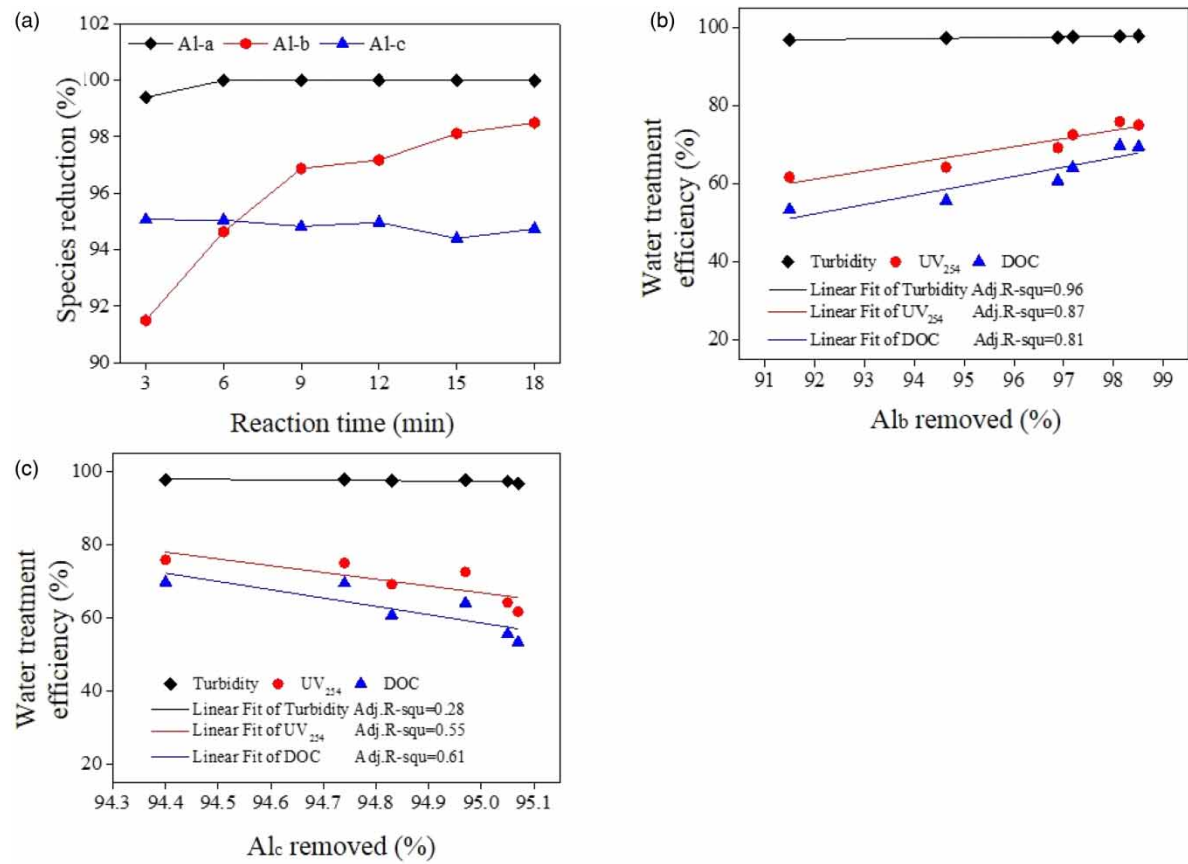 (a)
102
100
98
96
94
92
90
Species reduction (%)
Al-a Al-b Al-c
3 6 9 12 15 18
Reaction time (min)
(b)
100
80
60
40
20
Water treatment
efficiency (%)
Turbidity UV254 DOC
Linear Fit of Turbidity Adj.R-squ=0.96
Linear Fit of UV254 Adj.R-squ=0.87
Linear Fit of DOC Adj.R-squ=0.81
91 92 93 94 95 96 97 98 99
Alb removed (%)
(c)
100
80
60
40
20
Water treatment
efficiency (%)
Turbidity UV254 DOC
Linear Fit of Turbidity Adj.R-squ=0.28
Linear Fit of UV254 Adj.R-squ=0.55
Linear Fit of DOC Adj.R-squ=0.61
94.3 94.4 94.5 94.6 94.7 94.8 94.9 95.0 95.1
Alc removed (%)